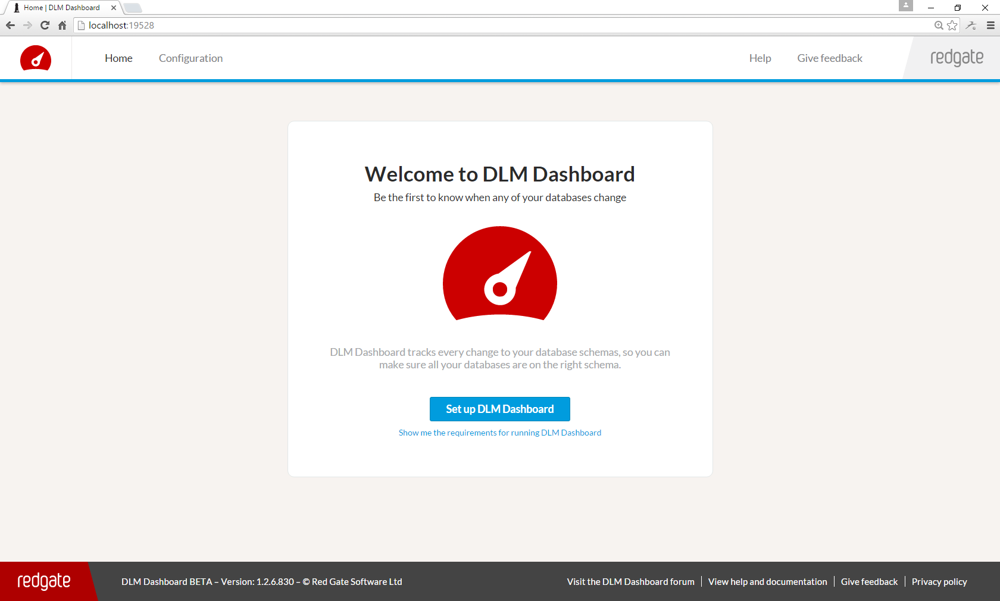 Home | DLM Dashboard
localhost:19528
Home
Configuration
Help
Give feedback
redgate
Welcome to DLM Dashboard
Be the first to know when any of your databases change
DLM Dashboard tracks every change to your database schemas, so you can
make sure all your databases are on the right schema.
Set up DLM Dashboard
Show me the requirements for running DLM Dashboard
redgate
DLM Dashboard BETA – Version: 1.2.6.830 – © Red Gate Software Ltd
Visit the DLM Dashboard forum
View help and documentation
Give feedback
Privacy policy